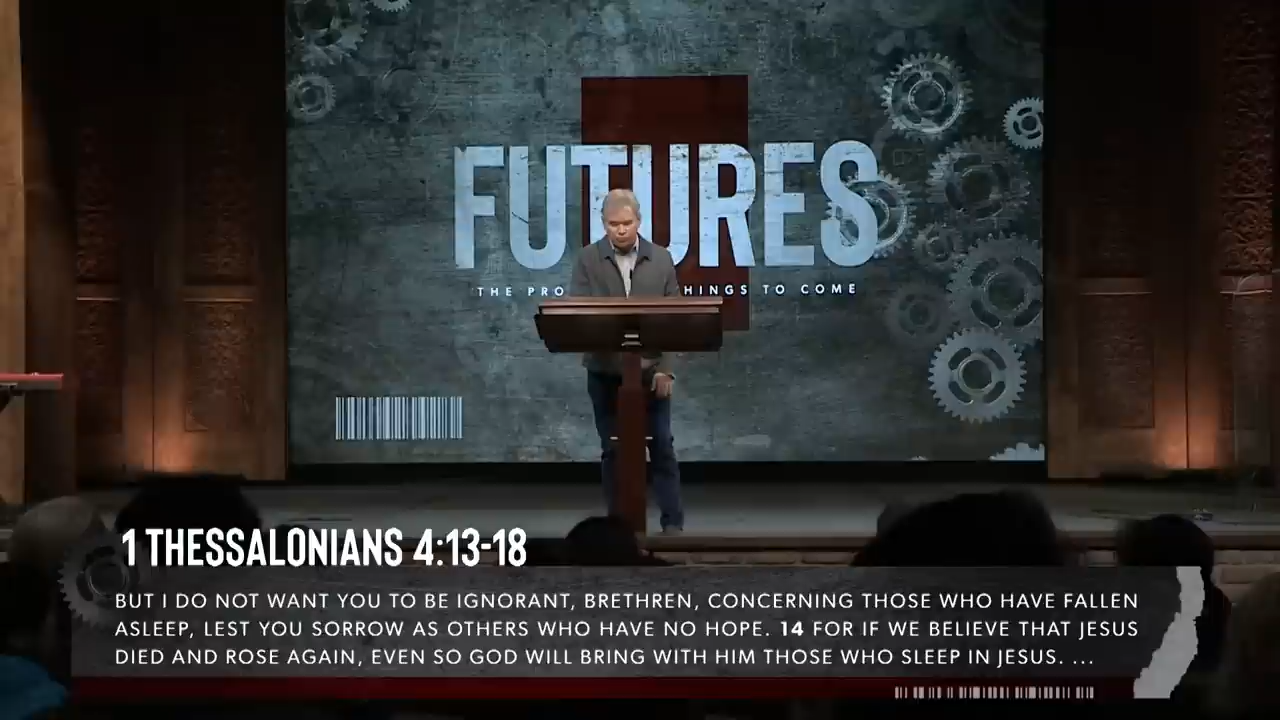 FUTURES
THE PRO HINGS TO COME
1 THESSALONIANS 4:13-18
BUT I DO NOT WANT YOU TO BE IGNORANT, BRETHREN, CONCERNING THOSE WHO HAVE FALLEN
ASLEEP, LEST YOU SORROW AS OTHERS WHO HAVE NO HOPE. 14 FOR IF WE BELIEVE THAT JESUS
DIED AND ROSE AGAIN, EVEN SO GOD WILL BRING WITH HIM THOSE WHO SLEEP IN JESUS. ...